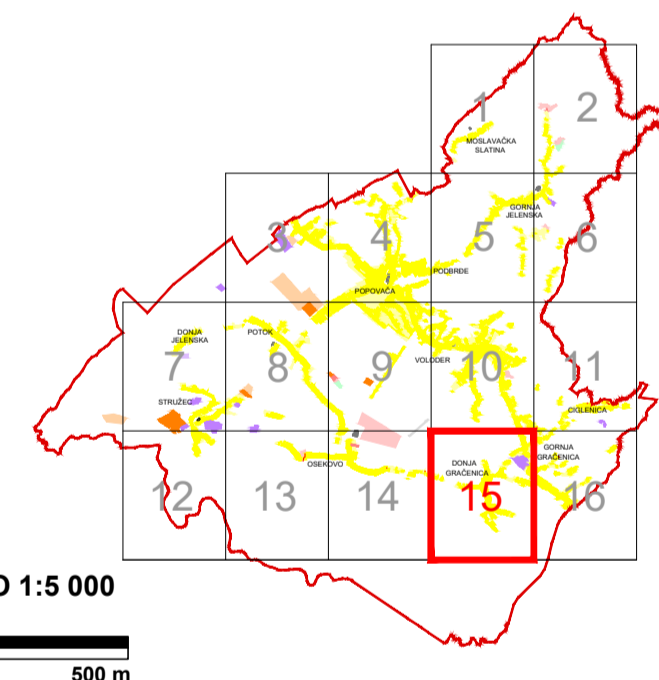 1
2
MOSLAVAČKA
SLATINA
GORNJA
JELENSKA
3
4
5
6
PODBRĐE
POPOVAČA
DONJA
JELENSKA
POTOK
VOLODER
7
8
9
10
11
STRUŽEC
CIGLENICA
GORNJA
GRAČENICA
DONJA
GRAČENICA
OSEKOVO
12
13
14
15
16
O 1:5 000
500 m